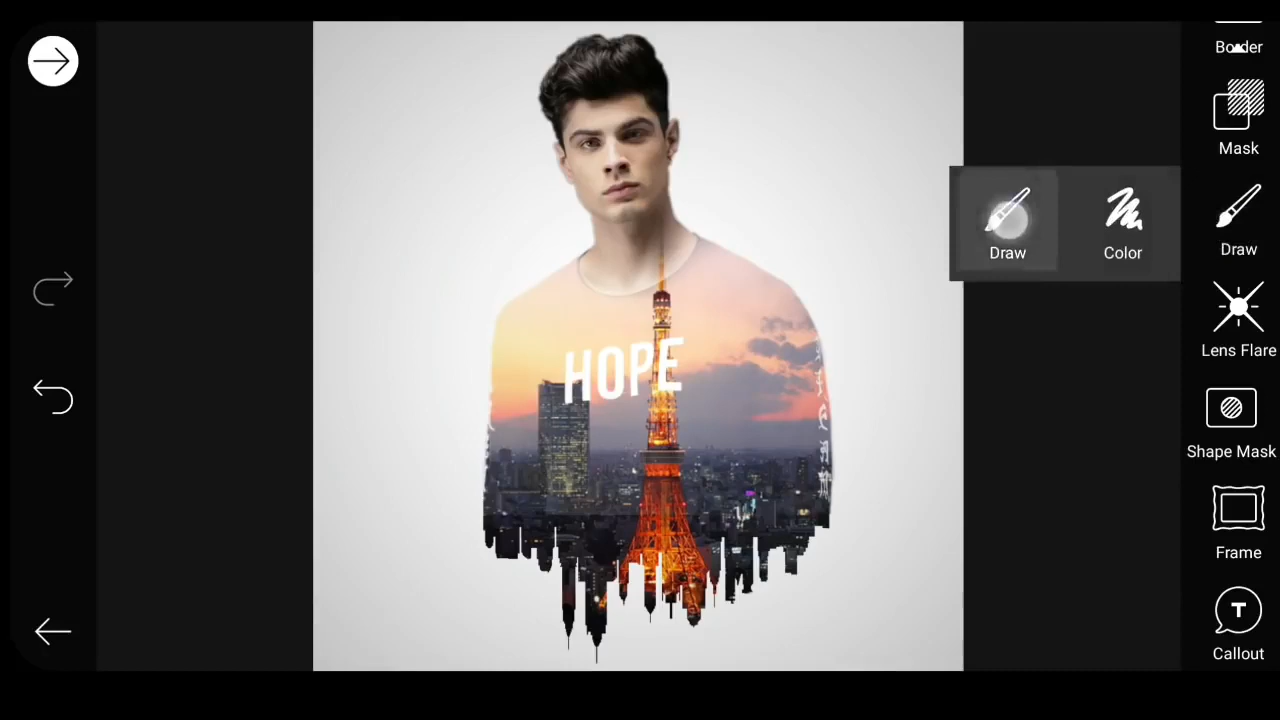 Border
Mask
Draw
Color
Draw
Lens Flare
HOPE
Shape Mask
Frame
T
Callout